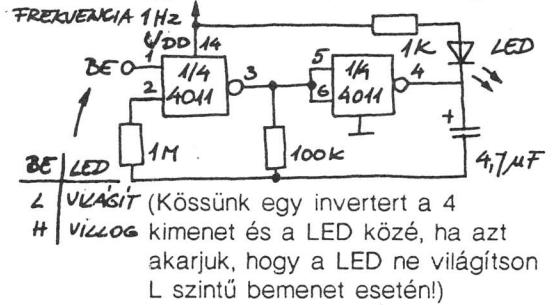 FREKVENCIA 1Hz
VDD 14
1K
LED
BE
1
2
1/4
4011
3
5
6
1/4
4011
4
+
1M
100K
4,7µF
BE LED
L VILÁGÍT (Kössünk egy invertert a 4
H VILLOG kimenet és a LED közé, ha azt
akarjuk, hogy a LED ne világítson
L szintű bemenet esetén!)